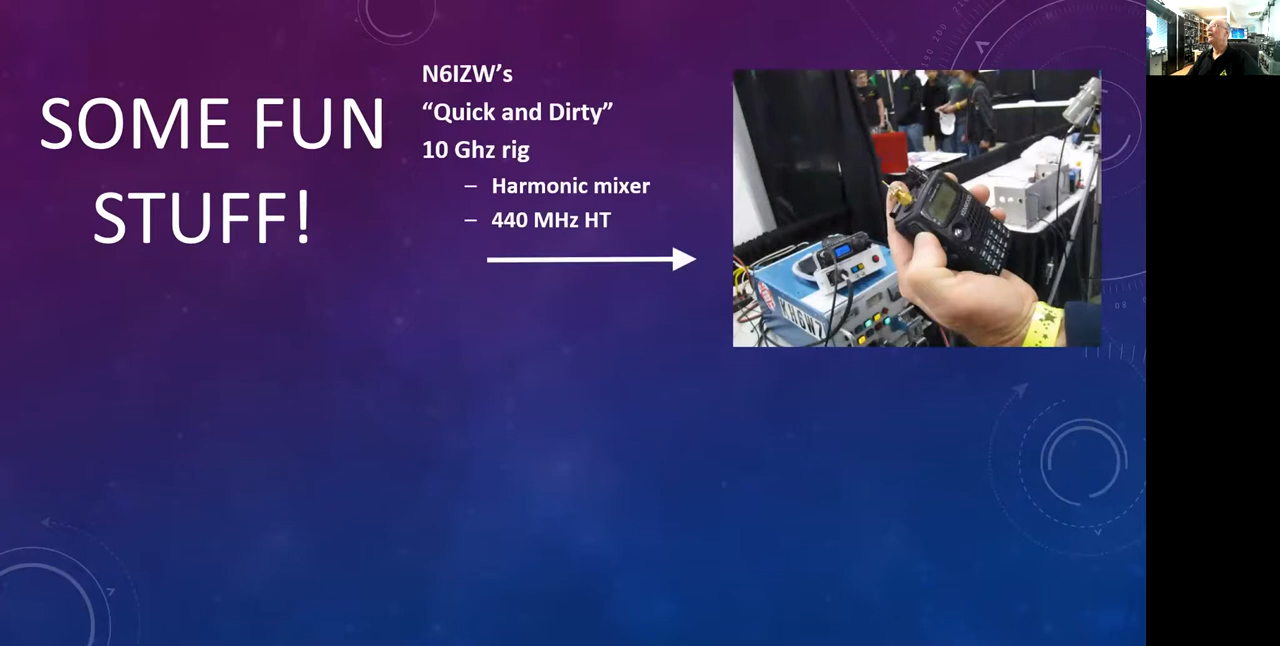 SOME FUN
STUFF!
N6IZW’s
“Quick and Dirty”
10 Ghz rig
– Harmonic mixer
– 440 MHz HT